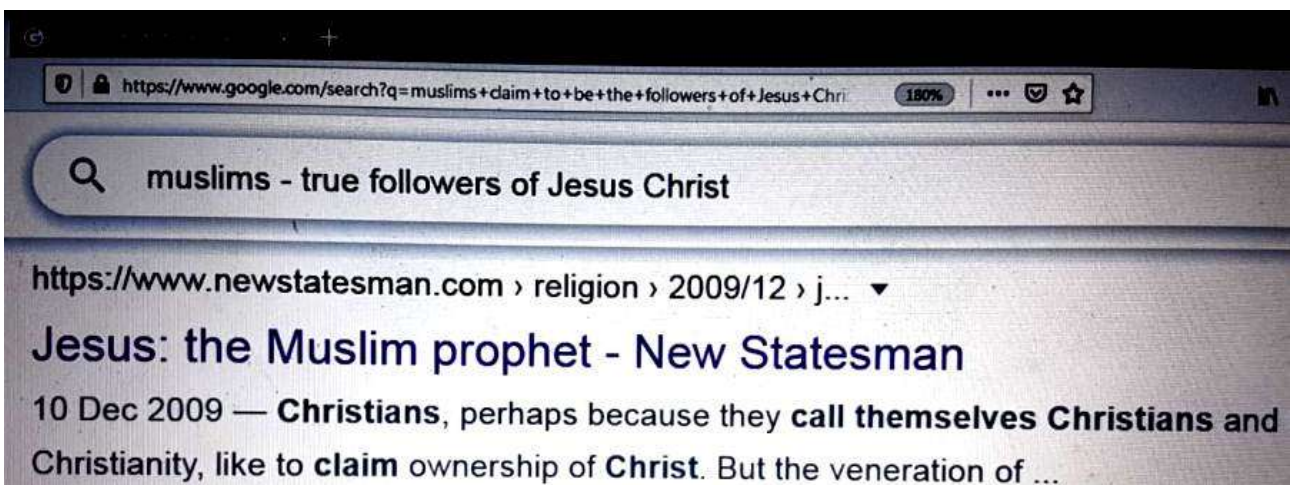 https://www.google.com/search?q=muslims+claim+to+be+the+followers+of+Jesus+Chri 180%
muslims - true followers of Jesus Christ
https://www.newstatesman.com › religion › 2009/12 › j...
Jesus: the Muslim prophet - New Statesman
10 Dec 2009 — Christians, perhaps because they call themselves Christians and
Christianity, like to claim ownership of Christ. But the veneration of ...